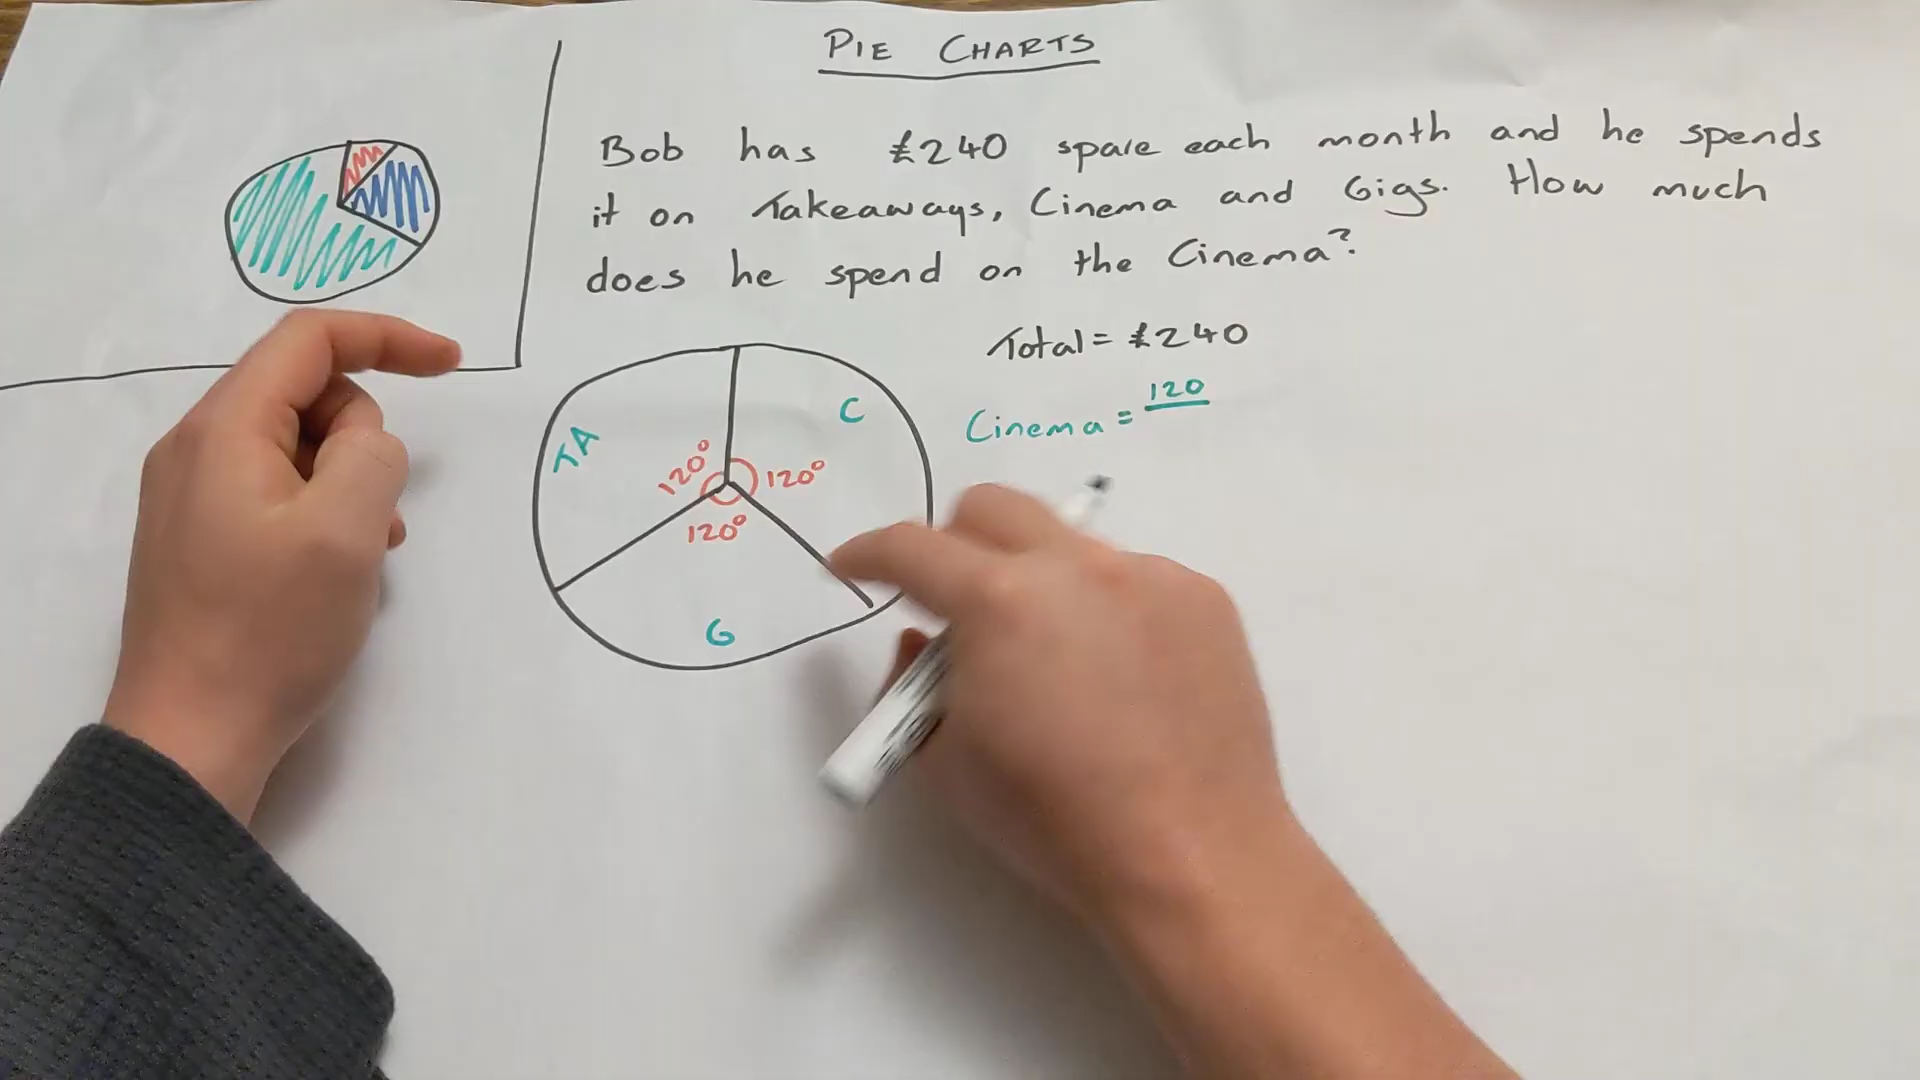 PIE CHARTS
Bob has £240 spare each month and he spends
it on Takeaways, Cinema and Gigs. How much
does he spend on the Cinema?
Total = £240
Cinema = 120
TA
C
120°
120°
120°
G